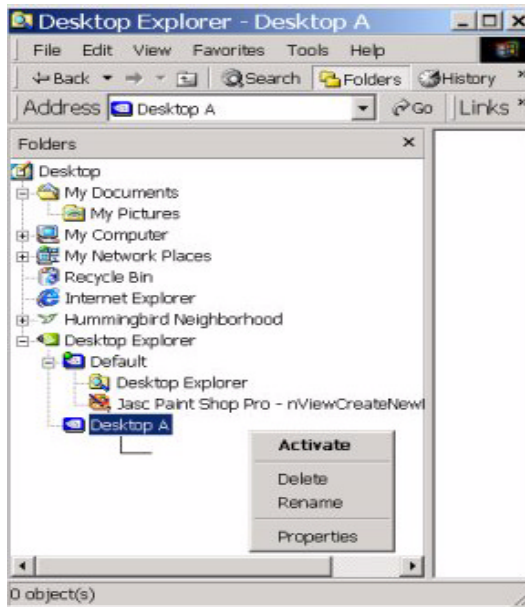 Desktop Explorer - Desktop A
File Edit View Favorites Tools Help
Back Search Folders History »
Address Desktop A Go Links »
Folders
Desktop
My Documents
My Pictures
My Computer
My Network Places
Recycle Bin
Internet Explorer
Hummingbird Neighborhood
Desktop Explorer
Default
Desktop Explorer
Jasc Paint Shop Pro - nViewCreateNew
Desktop A
Activate
Delete
Rename
Properties
0 object(s)